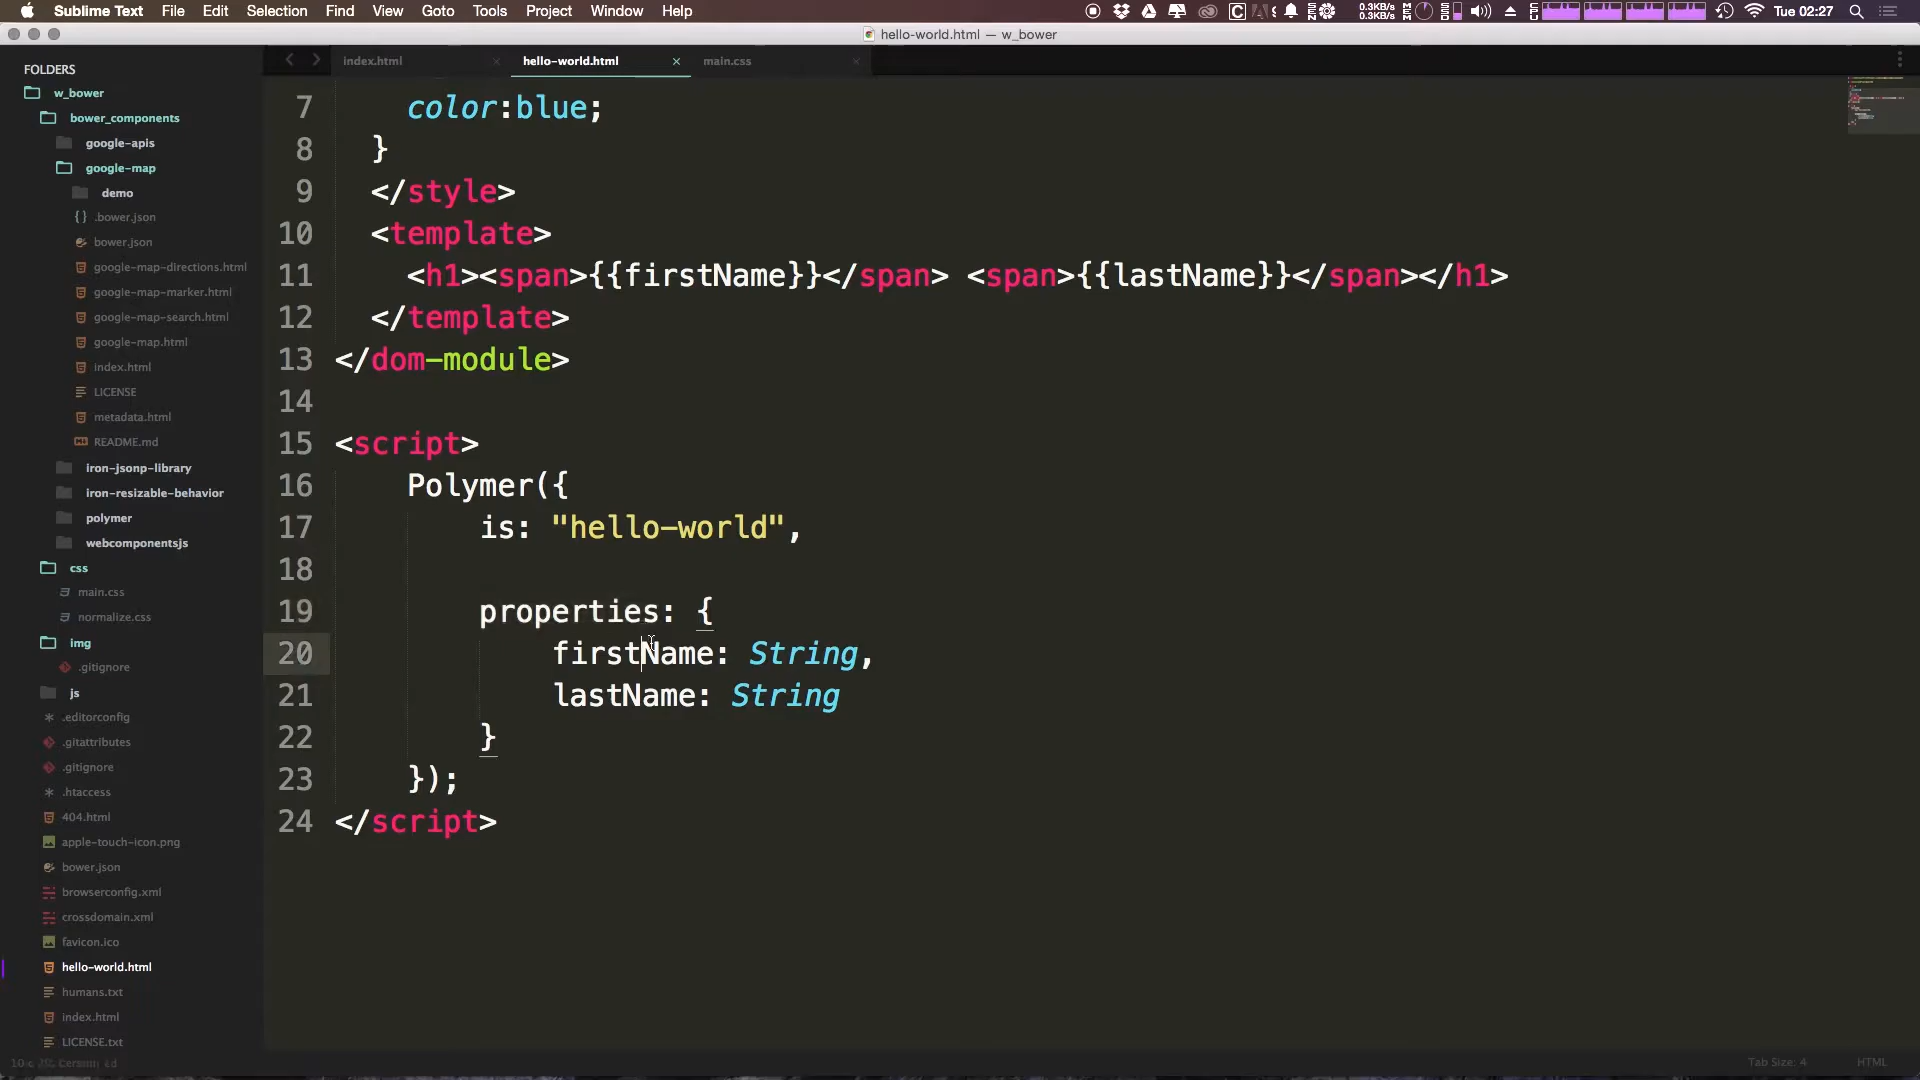 Sublime Text File Edit Selection Find View Goto Tools Project Window Help
0.3KB/s
0.3KB/s
Tue 02:27
hello-world.html — w_bower
FOLDERS
w_bower
bower_components
google-apis
google-map
demo
.bower.json
bower.json
google-map-directions.html
google-map-marker.html
google-map-search.html
google-map.html
index.html
LICENSE
metadata.html
README.md
iron-jsonp-library
iron-resizable-behavior
polymer
webcomponentsjs
css
main.css
normalize.css
img
.gitignore
js
.editorconfig
.gitattributes
.gitignore
.htaccess
404.html
apple-touch-icon.png
bower.json
browserconfig.xml
crossdomain.xml
favicon.ico
hello-world.html
humans.txt
index.html
LICENSE.txt
index.html hello-world.html main.css
7 color:blue;
8 }
9 </style>
10 <template>
11 <h1><span>{{firstName}}</span> <span>{{lastName}}</span></h1>
12 </template>
13 </dom-module>
14
15 <script>
16 Polymer({
17 is: "hello-world",
18
19 properties: {
20 firstName: String,
21 lastName: String
22 }
23 });
24 </script>
Tab Size: 4 HTML